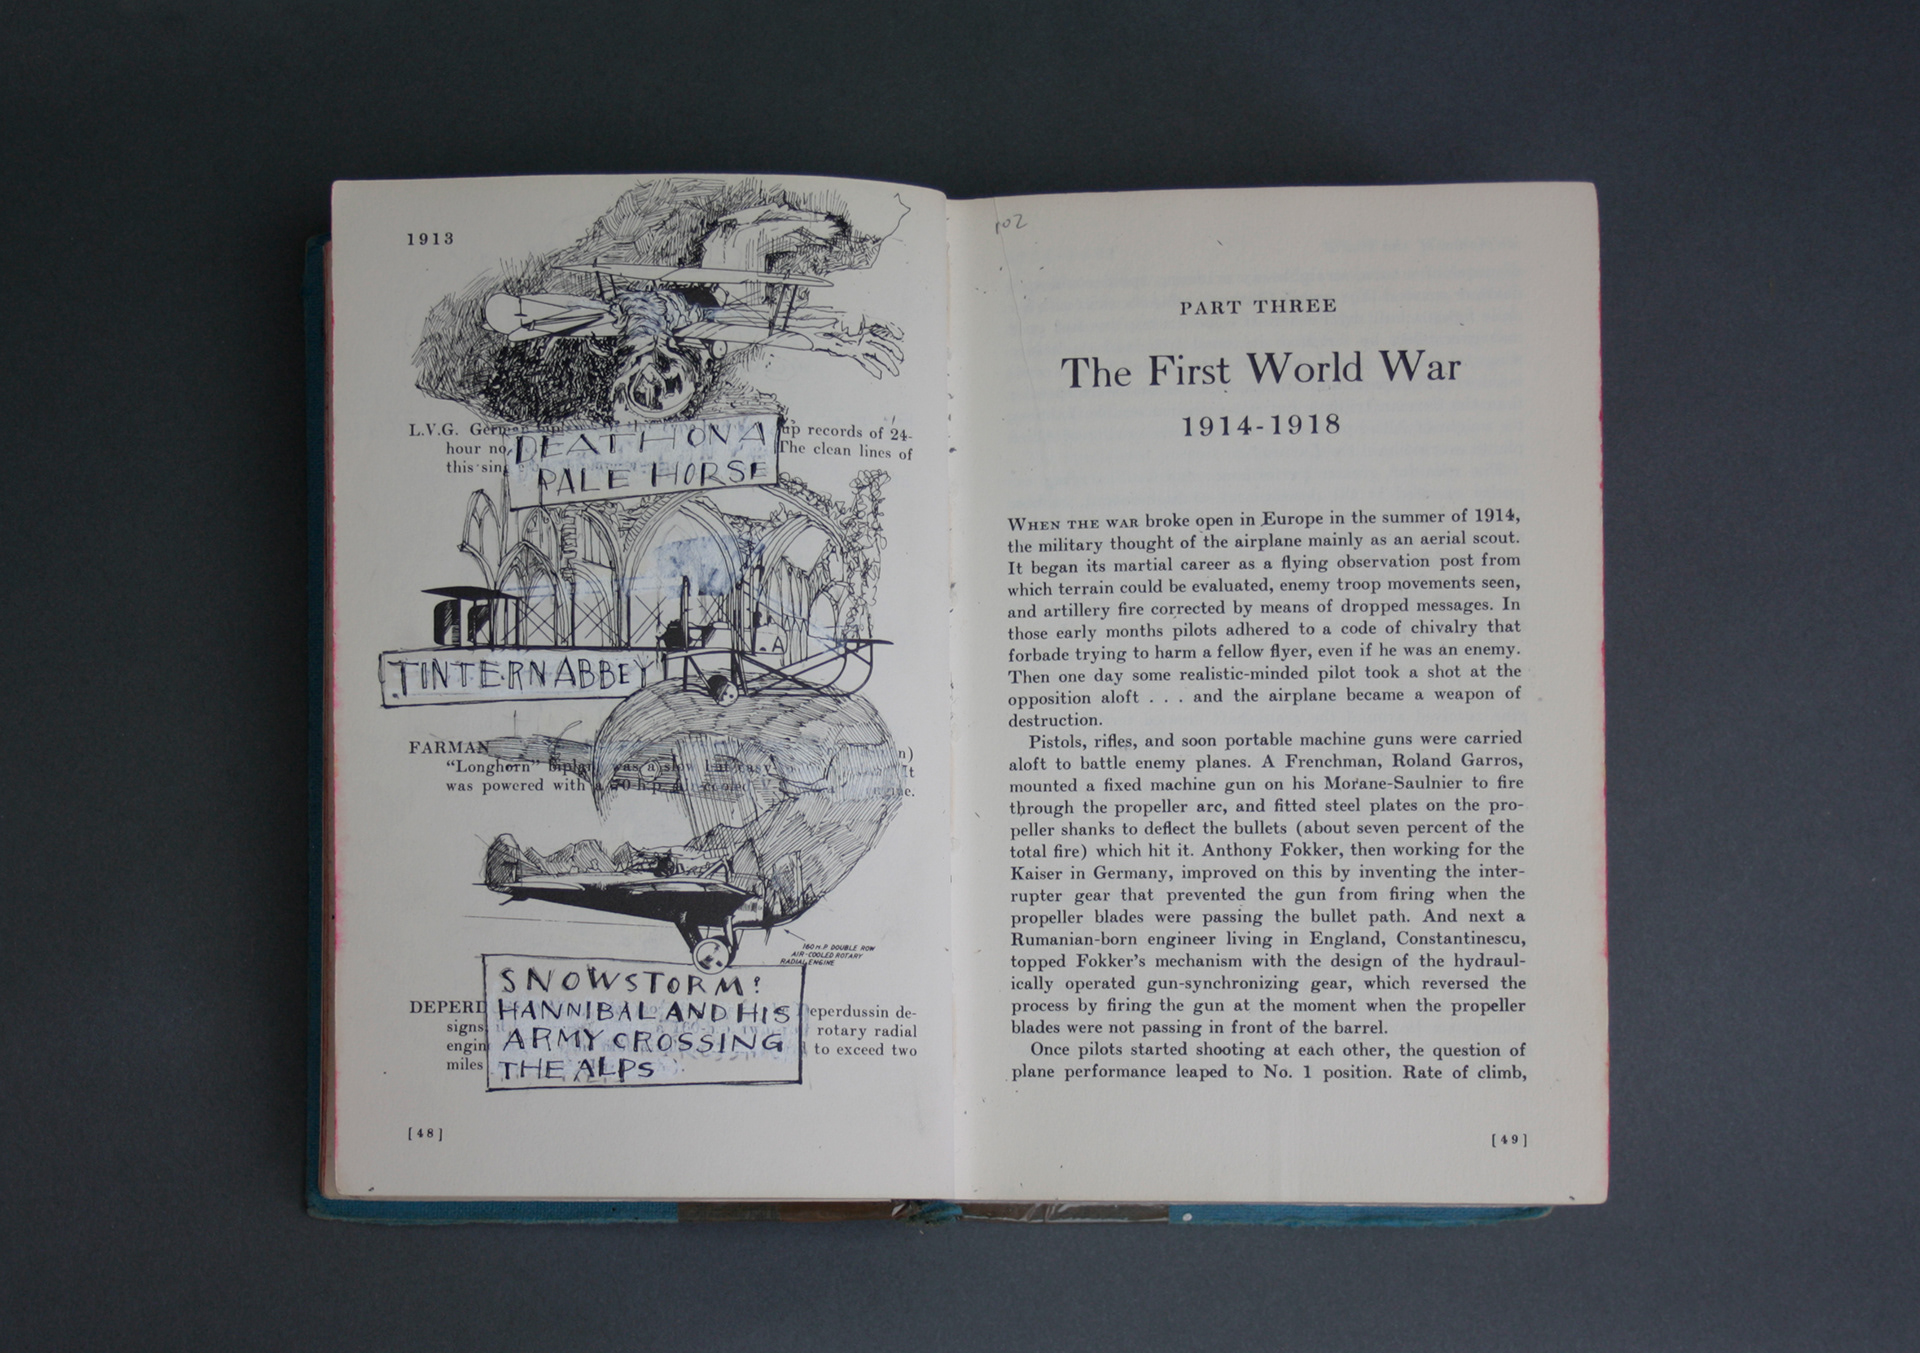 1913
L.V.G. German up records of 24-
hour no The clean lines of
this sin
DEATH ON A
PALE HORSE
.A
TINTERN ABBEY
FARMAN n)
"Longhorn" biplane was a slow but easy It
was powered with a 70-h.p. air-cooled engine.
160 H.P DOUBLE ROW
AIR-COOLED ROTARY
RADIAL ENGINE
SNOWSTORM:
HANNIBAL AND HIS
ARMY CROSSING
THE ALPS
DEPERD eperdussin de-
signs rotary radial
engin to exceed two
miles
[48]
102
PART THREE
The First World War
1914-1918
WHEN THE WAR broke open in Europe in the summer of 1914,
the military thought of the airplane mainly as an aerial scout.
It began its martial career as a flying observation post from
which terrain could be evaluated, enemy troop movements seen,
and artillery fire corrected by means of dropped messages. In
those early months pilots adhered to a code of chivalry that
forbade trying to harm a fellow flyer, even if he was an enemy.
Then one day some realistic-minded pilot took a shot at the
opposition aloft . . . and the airplane became a weapon of
destruction.
Pistols, rifles, and soon portable machine guns were carried
aloft to battle enemy planes. A Frenchman, Roland Garros,
mounted a fixed machine gun on his Morane-Saulnier to fire
through the propeller arc, and fitted steel plates on the pro-
peller shanks to deflect the bullets (about seven percent of the
total fire) which hit it. Anthony Fokker, then working for the
Kaiser in Germany, improved on this by inventing the inter-
rupter gear that prevented the gun from firing when the
propeller blades were passing the bullet path. And next a
Rumanian-born engineer living in England, Constantinescu,
topped Fokker's mechanism with the design of the hydraul-
ically operated gun-synchronizing gear, which reversed the
process by firing the gun at the moment when the propeller
blades were not passing in front of the barrel.
Once pilots started shooting at each other, the question of
plane performance leaped to No. 1 position. Rate of climb,
[49]